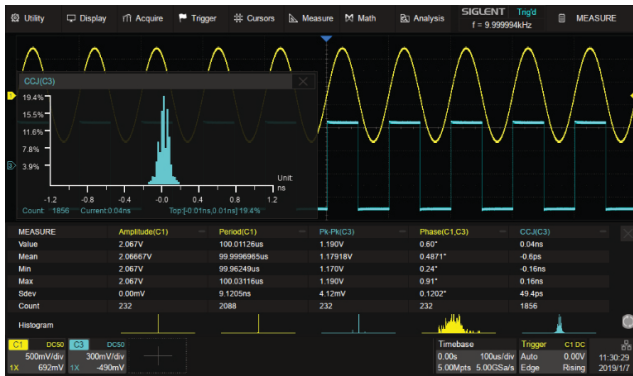 Utility Display Acquire Trigger Cursors Measure Math Analysis SIGLENT Trig'd MEASURE
f = 9.999994kHz
CCJ(C3)
19.4%
15.5%
11.6%
7.8%
3.9%
Unit:
ns
-1.2 -0.8 -0.4 -0.0 0.4 0.8 1.2
Count 1856 Current:0.04ns Top:[-0.01ns,0.01ns] 19.4%
MEASURE Amplitude(C1) Period(C1) Pk-Pk(C3) Phase(C1,C3) CCJ(C3)
Value 2.067V 100.01126us 1.190V 0.60° 0.04ns
Mean 2.06667V 99.9996965us 1.17918V 0.4871° -0.6ps
Min 2.067V 99.96249us 1.170V 0.24° -0.16ns
Max 2.067V 100.03116us 1.190V 0.91° 0.16ns
Sdev 0.00mV 9.1205ns 4.12mV 0.1202° 49.4ps
Count 232 2088 232 232 1856
Histogram
C1 DC50 C3 DC50 Timebase Trigger C1 DC
500mV/div 300mV/div 0.00s 100us/div Auto 0.00V 11:30:29
1X 692mV 1X -490mV 5.00Mpts 5.00GSa/s Edge Rising 2019/1/7